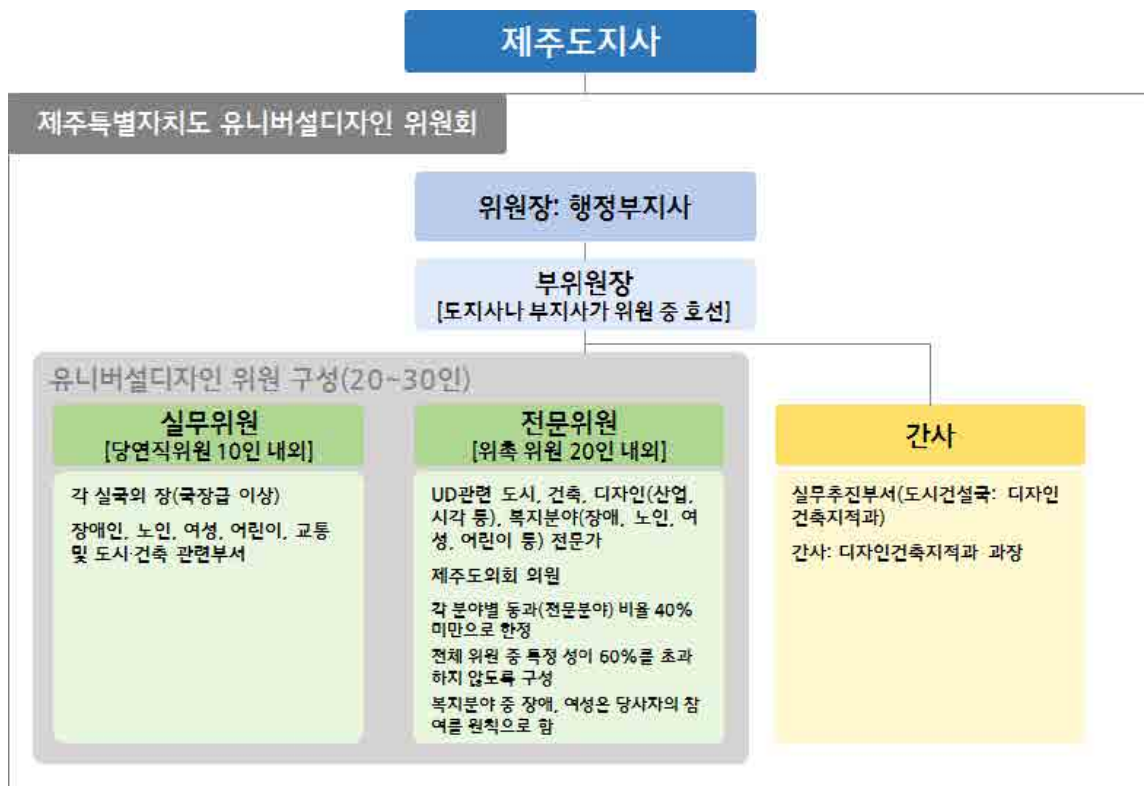 제주도지사
제주특별자치도 유니버설디자인 위원회
위원장: 행정부지사
부위원장
[도지사나 부지사가 위원 중 호선]
유니버설디자인 위원 구성(20~30인)
실무위원
[당연직위원 10인 내외]
각 실국의 장(국장급 이상)
장애인, 노인, 여성, 어린이, 교통
및 도시·건축 관련부서
전문위원
[위촉 위원 20인 내외]
UD관련 도시, 건축, 디자인(산업,
시각 등), 복지분야(장애, 노인, 여
성, 어린이 등) 전문가
제주도의회 의원
각 분야별 동과(전문분야) 비율 40%
미만으로 한정
전체 위원 중 특정 성이 60%를 초과
하지 않도록 구성
복지분야 중 장애, 여성은 당사자의 참
여를 원칙으로 함
간사
실무추진부서(도시건설국: 디자인
건축지적과)
간사: 디자인건축지적과 과장